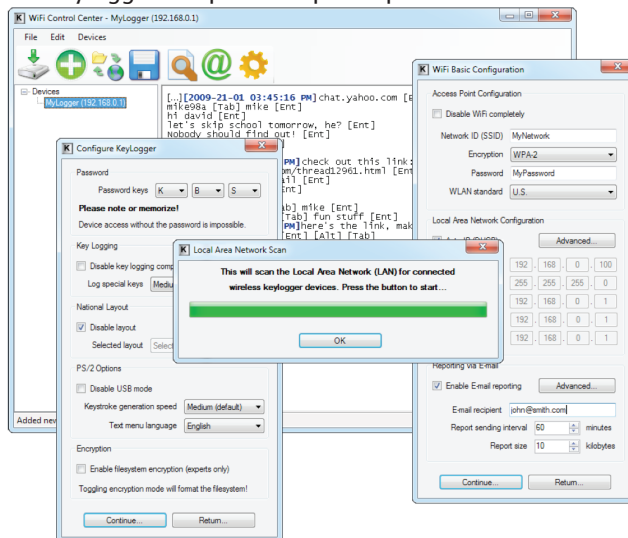 WiFi Control Center - MyLogger (192.168.0.1)
File Edit Devices
Devices
MyLogger (192.168.0.1)
[...][2009-21-01 03:45:16 PM]chat.yahoo.com
mike98a [Tab] mike [Ent]
hi david [Ent]
let's skip school tomorrow, he? [Ent]
Nobody should find out! [Ent]
PM]check out this link:
om/thread12961.html [Ent
ail [Ent]
Ent]
ab] mike [Ent]
[Tab] fun stuff [Ent]
PM]here's the link, mak
[Ent] [Alt] [Tab]
Added new
Configure KeyLogger
Password
Password keys K B S
Please note or memorize!
Device access without the password is impossible.
Key Logging
Disable key logging comp
Log special keys Mediu
National Layout
Disable layout
Selected layout Select
PS/2 Options
Disable USB mode
Keystroke generation speed Medium (default)
Text menu language English
Encryption
Enable filesystem encryption (experts only)
Toggling encryption mode will format the filesystem!
Continue... Return...
Local Area Network Scan
This will scan the Local Area Network (LAN) for connected
wireless keylogger devices. Press the button to start...
OK
WiFi Basic Configuration
Access Point Configuration
Disable WiFi completely
Network ID (SSID) MyNetwork
Encryption WPA-2
Password MyPassword
WLAN standard U.S.
Local Area Network Configuration
Advanced...
192 . 168 . 0 . 100
255 . 255 . 255 . 0
192 . 168 . 0 . 1
192 . 168 . 0 . 1
Reporting via E-mail
Enable E-mail reporting Advanced...
E-mail recipient john@smith.com
Report sending interval 60 minutes
Report size 10 kilobytes
Continue... Return...